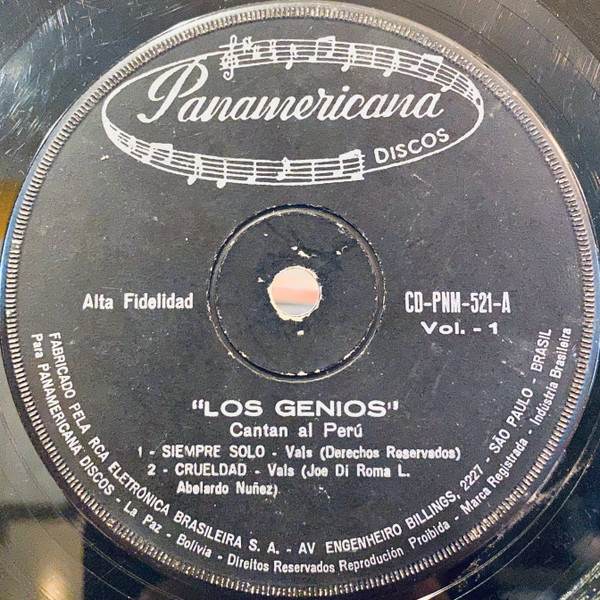 Panamericana
DISCOS
Alta Fidelidad
CD-PNM-521-A
Vol. - 1
"LOS GENIOS"
Cantan al Perú
1 - SIEMPRE SOLO - Vals (Derechos Reservados)
2 - CRUELDAD - Vals (Joe Di Roma L.
Abelardo Nuñez)
FABRICADO PELA RCA ELETRÔNICA BRASILEIRA S. A. - AV ENGENHEIRO BILLINGS, 2227 - SÃO PAULO - BRASIL
Para PANAMERICANA DISCOS - La Paz - Bolivia - Direitos Reservados Reprodução Proibida - Marca Registrada - Indústria Brasileira